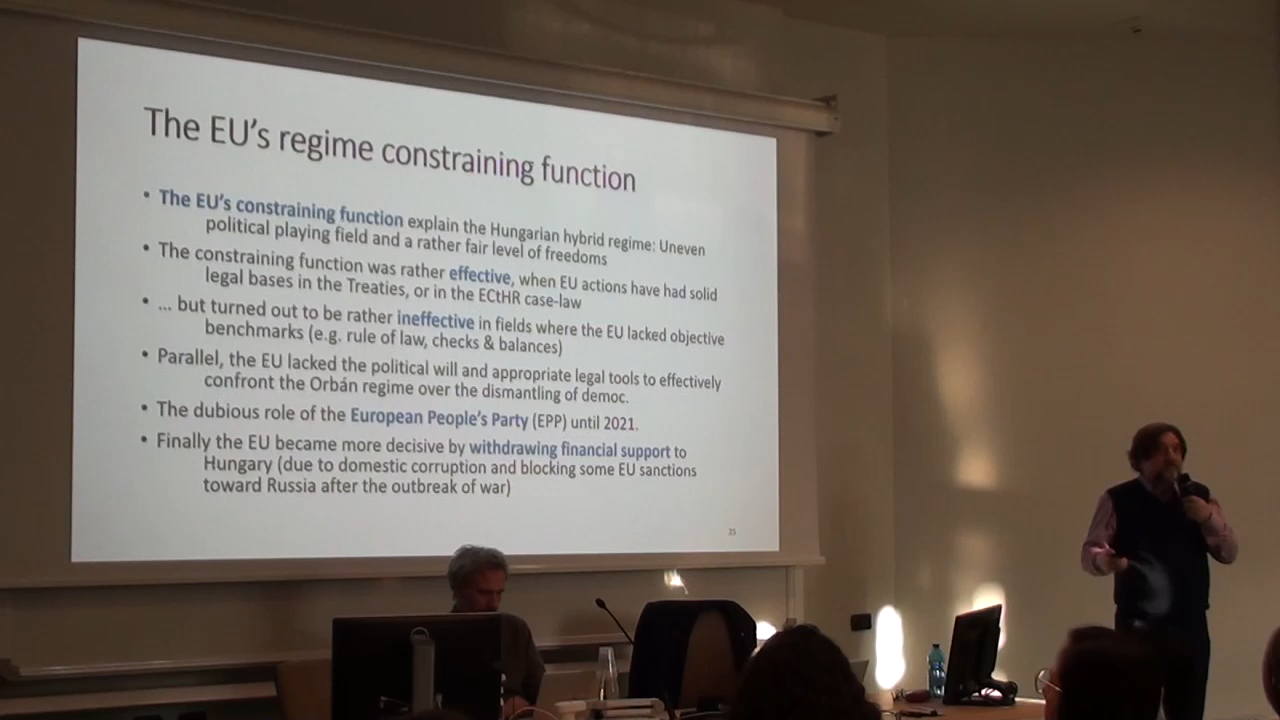 The EU's regime constraining function
• The EU's constraining function explain the Hungarian hybrid regime: Uneven
political playing field and a rather fair level of freedoms
• The constraining function was rather effective, when EU actions have had solid
legal bases in the Treaties, or in the ECtHR case-law
• ... but turned out to be rather ineffective in fields where the EU lacked objective
benchmarks (e.g. rule of law, checks & balances)
• Parallel, the EU lacked the political will and appropriate legal tools to effectively
confront the Orbán regime over the dismantling of democ.
• The dubious role of the European People's Party (EPP) until 2021.
• Finally the EU became more decisive by withdrawing financial support to
Hungary (due to domestic corruption and blocking some EU sanctions
toward Russia after the outbreak of war)
25